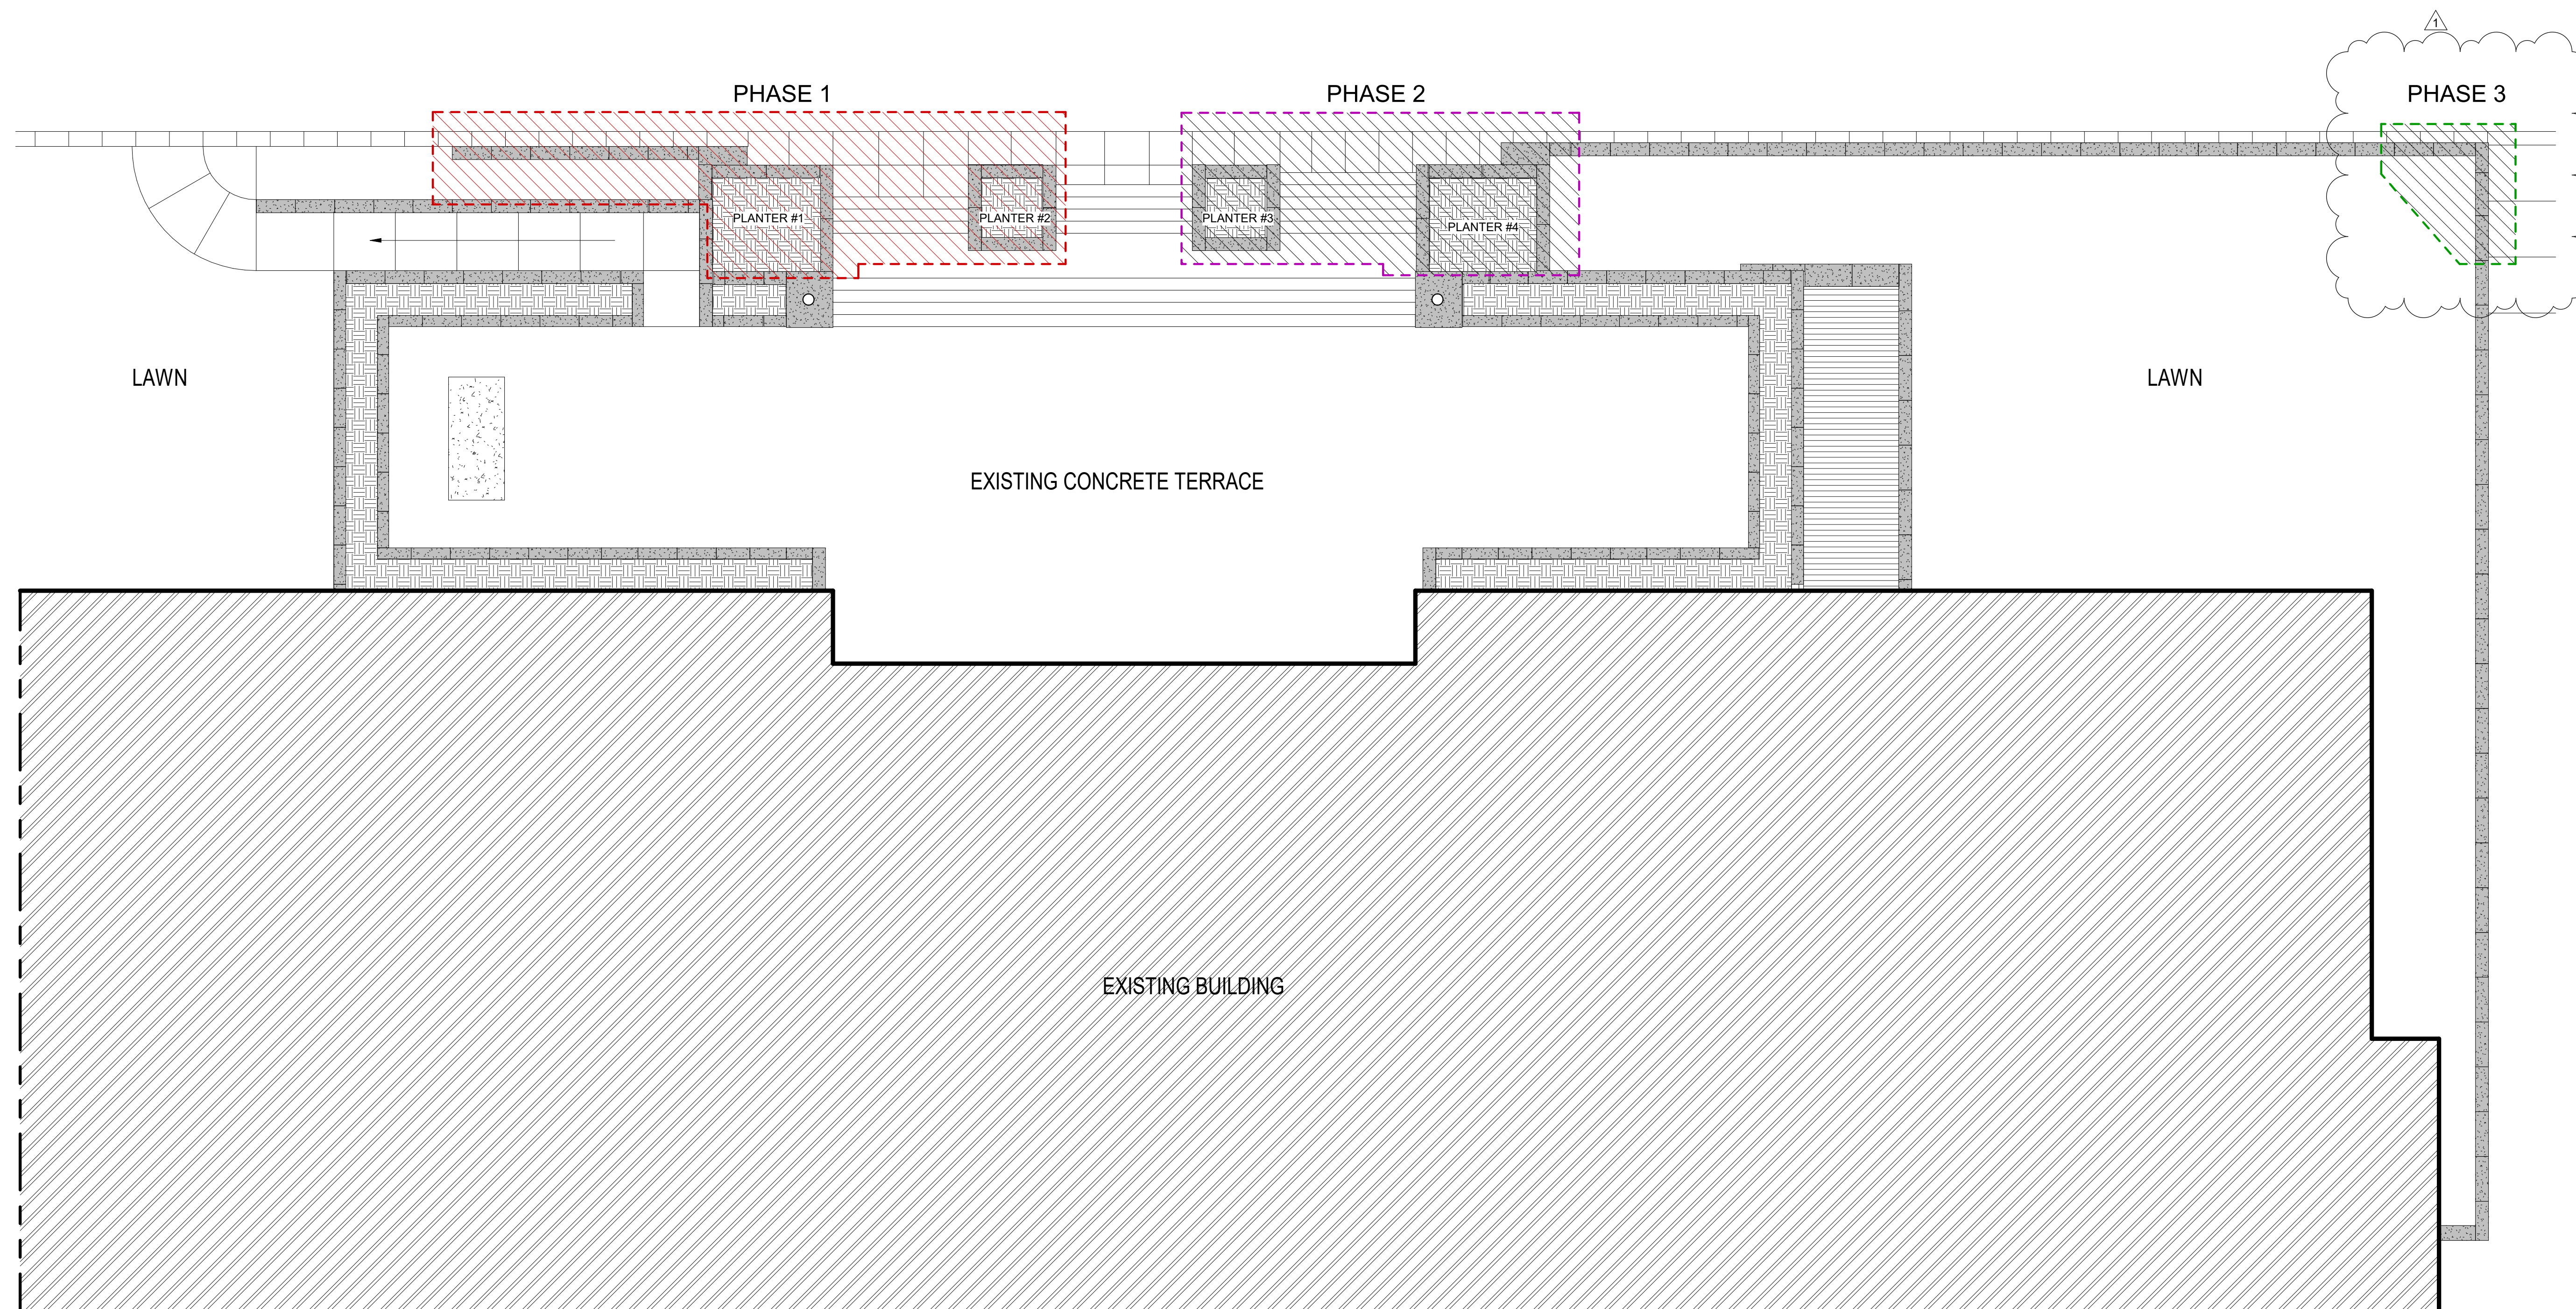 1
PHASE 1
PHASE 2
PHASE 3
PLANTER #1
PLANTER #2
PLANTER #3
PLANTER #4
LAWN
LAWN
EXISTING CONCRETE TERRACE
EXISTING BUILDING